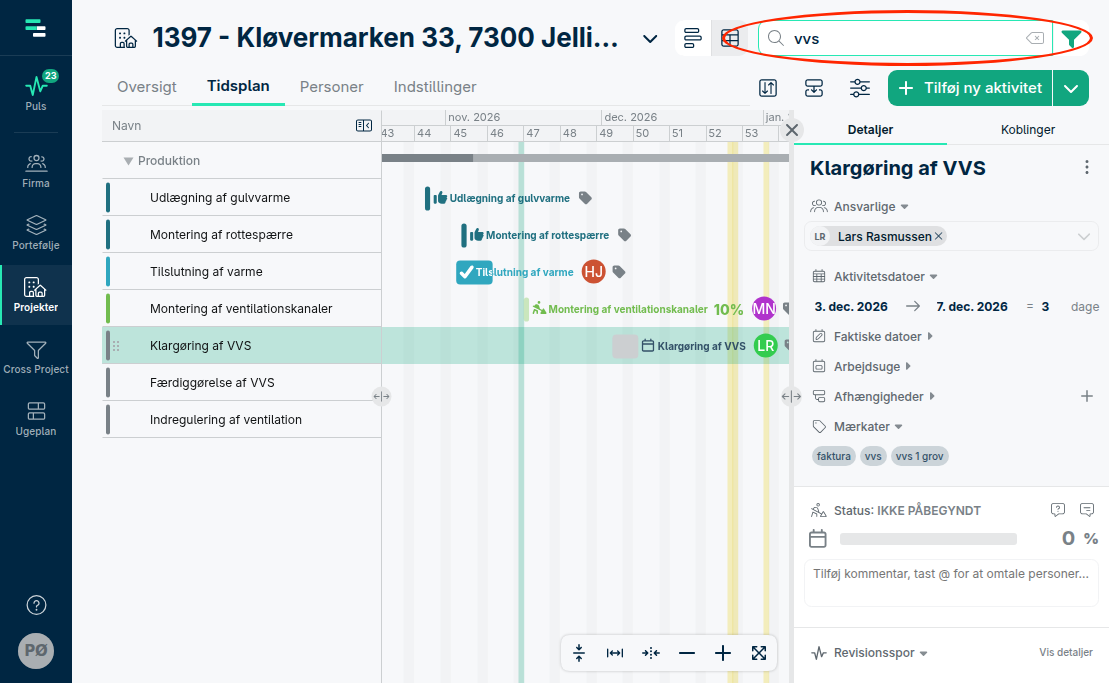 1397 - Kløvermarken 33, 7300 Jelli...
vvs
23
Puls
Firma
Portefølje
Projekter
Cross Project
Ugeplan
PØ
Oversigt
Tidsplan
Personer
Indstillinger
Tilføj ny aktivitet
Navn
nov. 2026
dec. 2026
jan.
43 44 45 46 47 48 49 50 51 52 53
Produktion
Udlægning af gulvvarme
Udlægning af gulvvarme
Montering af rottespærre
Montering af rottespærre
Tilslutning af varme
Tilslutning af varme
HJ
Montering af ventilationskanaler
Montering af ventilationskanaler 10% MN
Klargøring af VVS
Klargøring af VVS LR
Færdiggørelse af VVS
Indregulering af ventilation
Detaljer
Koblinger
Klargøring af VVS
Ansvarlige
LR Lars Rasmussen
Aktivitetsdatoer
3. dec. 2026 → 7. dec. 2026 = 3 dage
Faktiske datoer
Arbejdsuge
Afhængigheder
Mærkater
faktura vvs vvs 1 grov
Status: IKKE PÅBEGYNDT
0 %
Tilføj kommentar, tast @ for at omtale personer...
Revisionsspor
Vis detaljer